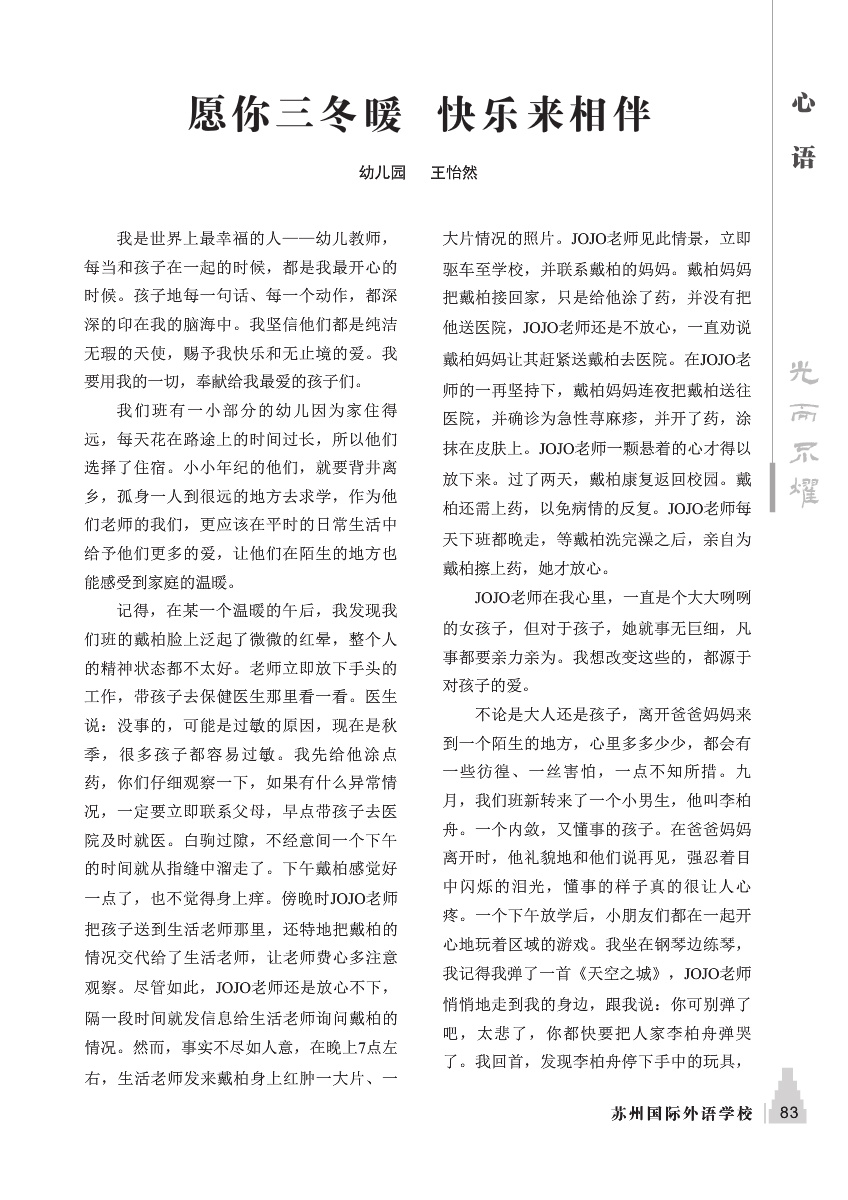 愿你三冬暖 快乐来相伴
幼儿园 王怡然
我是世界上最幸福的人——幼儿教师，
每当和孩子在一起的时候，都是我最开心的
时候。孩子地每一句话、每一个动作，都深
深的印在我的脑海中。我坚信他们都是纯洁
无瑕的天使，赐予我快乐和无止境的爱。我
要用我的一切，奉献给我最爱的孩子们。
我们班有一小部分的幼儿因为家住得
远，每天花在路途上的时间过长，所以他们
选择了住宿。小小年纪的他们，就要背井离
乡，孤身一人到很远的地方去求学，作为他
们老师的我们，更应该在平时的日常生活中
给予他们更多的爱，让他们在陌生的地方也
能感受到家庭的温暖。
记得，在某一个温暖的午后，我发现我
们班的戴柏脸上泛起了微微的红晕，整个人
的精神状态都不太好。老师立即放下手头的
工作，带孩子去保健医生那里看一看。医生
说：没事的，可能是过敏的原因，现在是秋
季，很多孩子都容易过敏。我先给他涂点
药，你们仔细观察一下，如果有什么异常情
况，一定要立即联系父母，早点带孩子去医
院及时就医。白驹过隙，不经意间一个下午
的时间就从指缝中溜走了。下午戴柏感觉好
一点了，也不觉得身上痒。傍晚时JOJO老师
把孩子送到生活老师那里，还特地把戴柏的
情况交代给了生活老师，让老师费心多注意
观察。尽管如此，JOJO老师还是放心不下，
隔一段时间就发信息给生活老师询问戴柏的
情况。然而，事实不尽如人意，在晚上7点左
右，生活老师发来戴柏身上红肿一大片、一
大片情况的照片。JOJO老师见此情景，立即
驱车至学校，并联系戴柏的妈妈。戴柏妈妈
把戴柏接回家，只是给他涂了药，并没有把
他送医院，JOJO老师还是不放心，一直劝说
戴柏妈妈让其赶紧送戴柏去医院。在JOJO老
师的一再坚持下，戴柏妈妈连夜把戴柏送往
医院，并确诊为急性荨麻疹，并开了药，涂
抹在皮肤上。JOJO老师一颗悬着的心才得以
放下来。过了两天，戴柏康复返回校园。戴
柏还需上药，以免病情的反复。JOJO老师每
天下班都晚走，等戴柏洗完澡之后，亲自为
戴柏擦上药，她才放心。
JOJO老师在我心里，一直是个大大咧咧
的女孩子，但对于孩子，她就事无巨细，凡
事都要亲力亲为。我想改变这些的，都源于
对孩子的爱。
不论是大人还是孩子，离开爸爸妈妈来
到一个陌生的地方，心里多多少少，都会有
一些彷徨、一丝害怕，一点不知所措。九
月，我们班新转来了一个小男生，他叫李柏
舟。一个内敛，又懂事的孩子。在爸爸妈妈
离开时，他礼貌地和他们说再见，强忍着目
中闪烁的泪光，懂事的样子真的很让人心
疼。一个下午放学后，小朋友们都在一起开
心地玩着区域的游戏。我坐在钢琴边练琴，
我记得我弹了一首《天空之城》，JOJO老师
悄悄地走到我的身边，跟我说：你可别弹了
吧，太悲了，你都快要把人家李柏舟弹哭
了。我回首，发现李柏舟停下手中的玩具，
心语
光而不耀
苏州国际外语学校 83